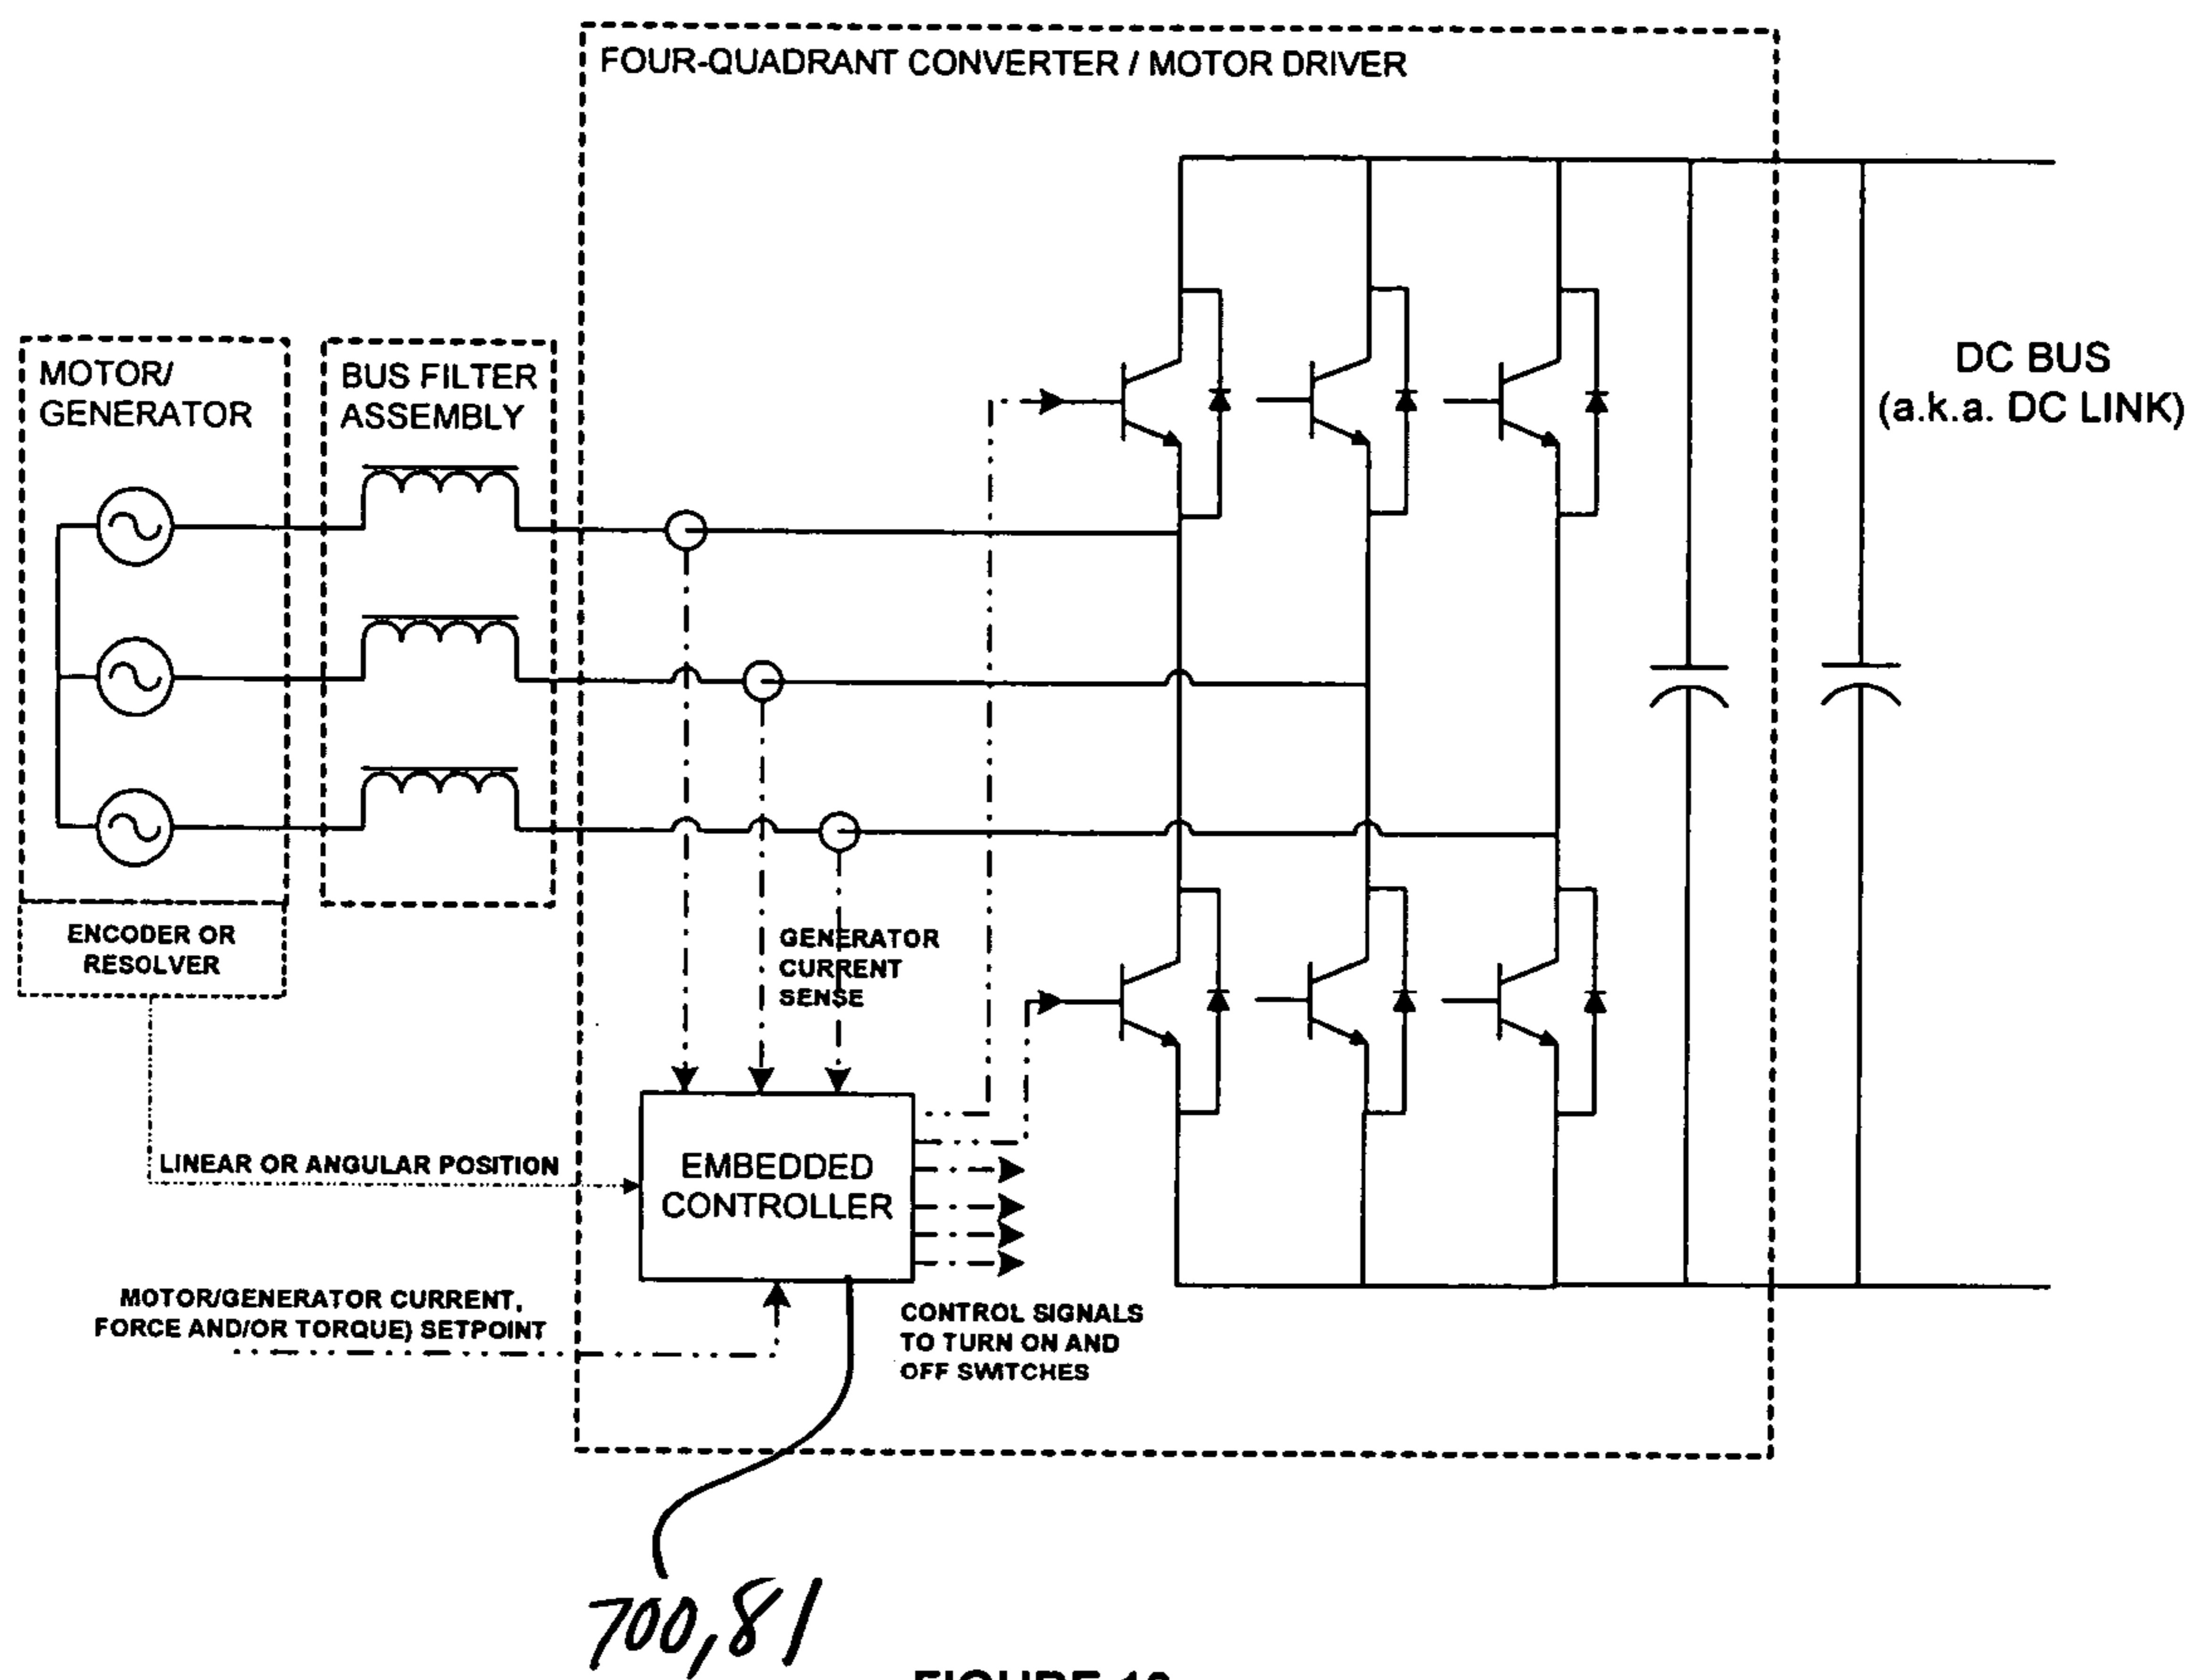 FOUR-QUADRANT CONVERTER / MOTOR DRIVER
MOTOR/
GENERATOR
BUS FILTER
ASSEMBLY
DC BUS
(a.k.a. DC LINK)
ENCODER OR
RESOLVER
GENERATOR
CURRENT
SENSE
LINEAR OR ANGULAR POSITION
EMBEDDED
CONTROLLER
MOTOR/GENERATOR CURRENT,
FORCE AND/OR TORQUE) SETPOINT
CONTROL SIGNALS
TO TURN ON AND
OFF SWITCHES
700,81